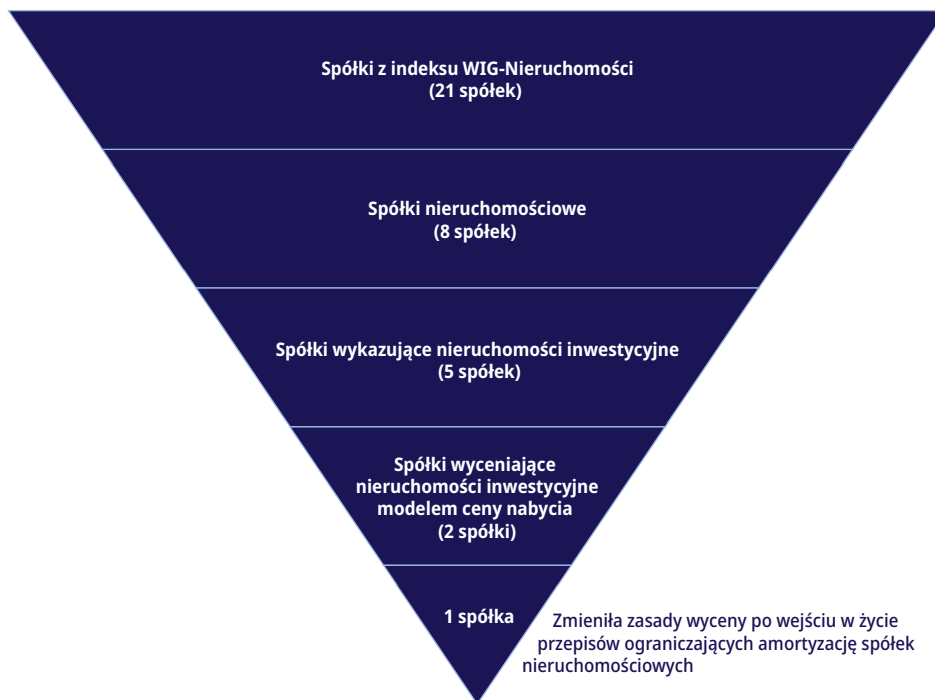 Spółki z indeksu WIG-Nieruchomości
(21 spółek)
Spółki nieruchomościowe
(8 spółek)
Spółki wykazujące nieruchomości inwestycyjne
(5 spółek)
Spółki wyceniające
nieruchomości inwestycyjne
modelem ceny nabycia
(2 spółki)
1 spółka
Zmieniła zasady wyceny po wejściu w życie
przepisów ograniczających amortyzację spółek
nieruchomościowych